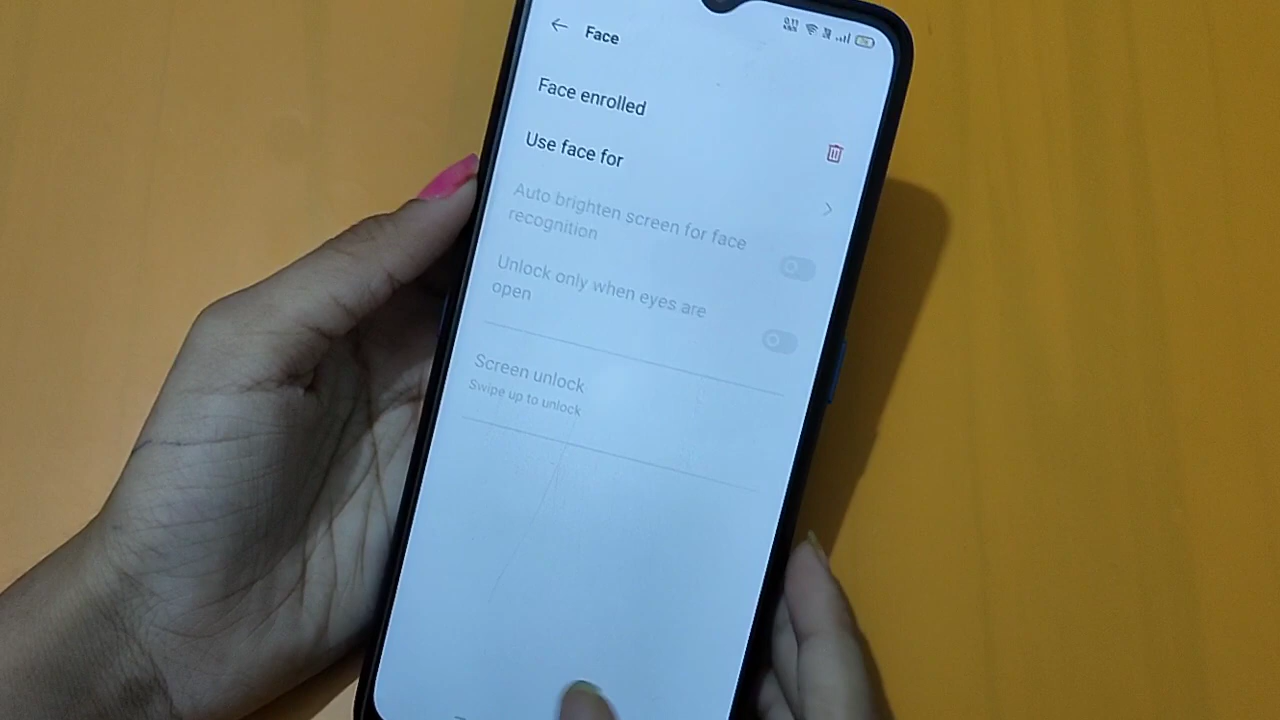 Face
Face enrolled
Use face for
Auto brighten screen for face
recognition
Unlock only when eyes are
open
Screen unlock
Swipe up to unlock